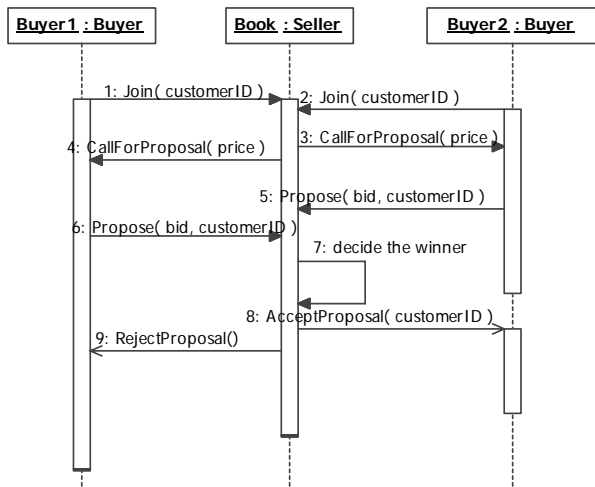 Buyer1 : Buyer
Book : Seller
Buyer2 : Buyer
1: Join( customerID )
2: Join( customerID )
3: CallForProposal( price )
4: CallForProposal( price )
5: Propose( bid, customerID )
6: Propose( bid, customerID )
7: decide the winner
8: AcceptProposal( customerID )
9: RejectProposal()